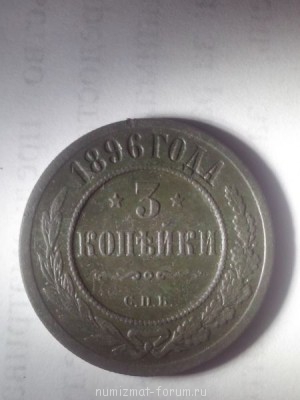 1896 ГОДА
* 3 *
КОПѢЙКИ
С.П.Б.
numizmat-forum.ru